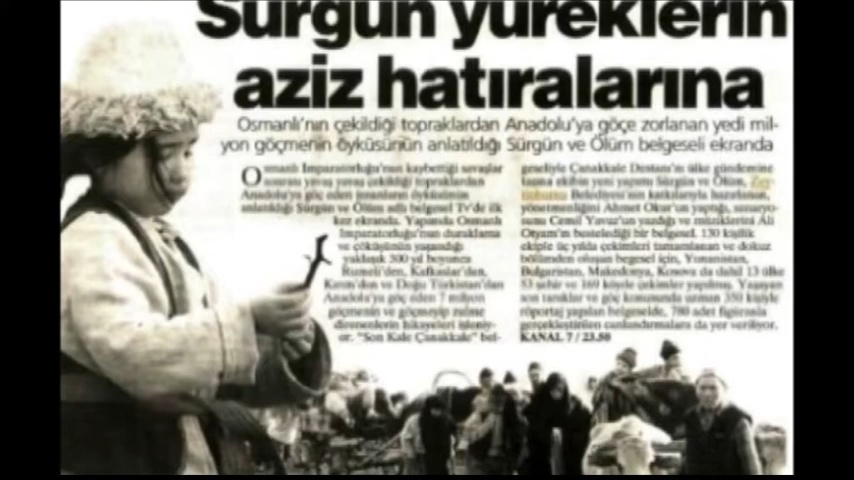 Sürgün yüreklerin
aziz hatıralarına
Osmanlı'nın çekildiği topraklardan Anadolu'ya göçe zorlanan yedi mil-
yon göçmenin öyküsünün anlatıldığı Sürgün ve Ölüm belgeseli ekranda
Osmanlı İmparatorluğu'nun kaybettiği savaşlar
sonrası yavaş yavaş çekildiği topraklardan
Anadolu'ya göç eden insanların öyküsünün
anlatıldığı Sürgün ve Ölüm adlı belgesel Tv'de ilk
kez ekranda. Yapımda Osmanlı
İmparatorluğu'nun duraklama
ve çöküşünün yaşandığı
yaklaşık 300 yıl boyunca
Rumeli'den, Kafkaslar'dan,
Kırım'dan ve Doğu Türkistan'dan
Anadolu'ya göç eden 7 milyon
göçmenin ve göçmeyip zulme
direnenlerin hikayeleri işleniy-
or. "Son Kale Çanakkale" bel-
geseliyle Çanakkale Destanı'nı ülke gündemine
taşıyan ekibin yeni yapımı Sürgün ve Ölüm, Zey-
tinburnu Belediyesi'nin katkılarıyla hazırlanan,
yönetmenliğini Ahmet Okur'un yaptığı, senaryo-
sunu Cemil Yavuz'un yazdığı ve müziklerini Ali
Otyam'ın bestelediği bir belgesel. 130 kişilik
ekiple üç yılda çekimleri tamamlanan ve dokuz
bölümden oluşan belgesel için, Yunanistan,
Bulgaristan, Makedonya, Kosova da dahil 13 ülke
53 şehir ve 169 köyde çekimler yapılmış. Yaşayan
son tanıklar ve göç konusunda uzman 350 kişiyle
röportaj yapılan belgeselde, 780 adet figüranla
gerçekleştirilen canlandırmalara da yer veriliyor.
KANAL 7 / 23.50